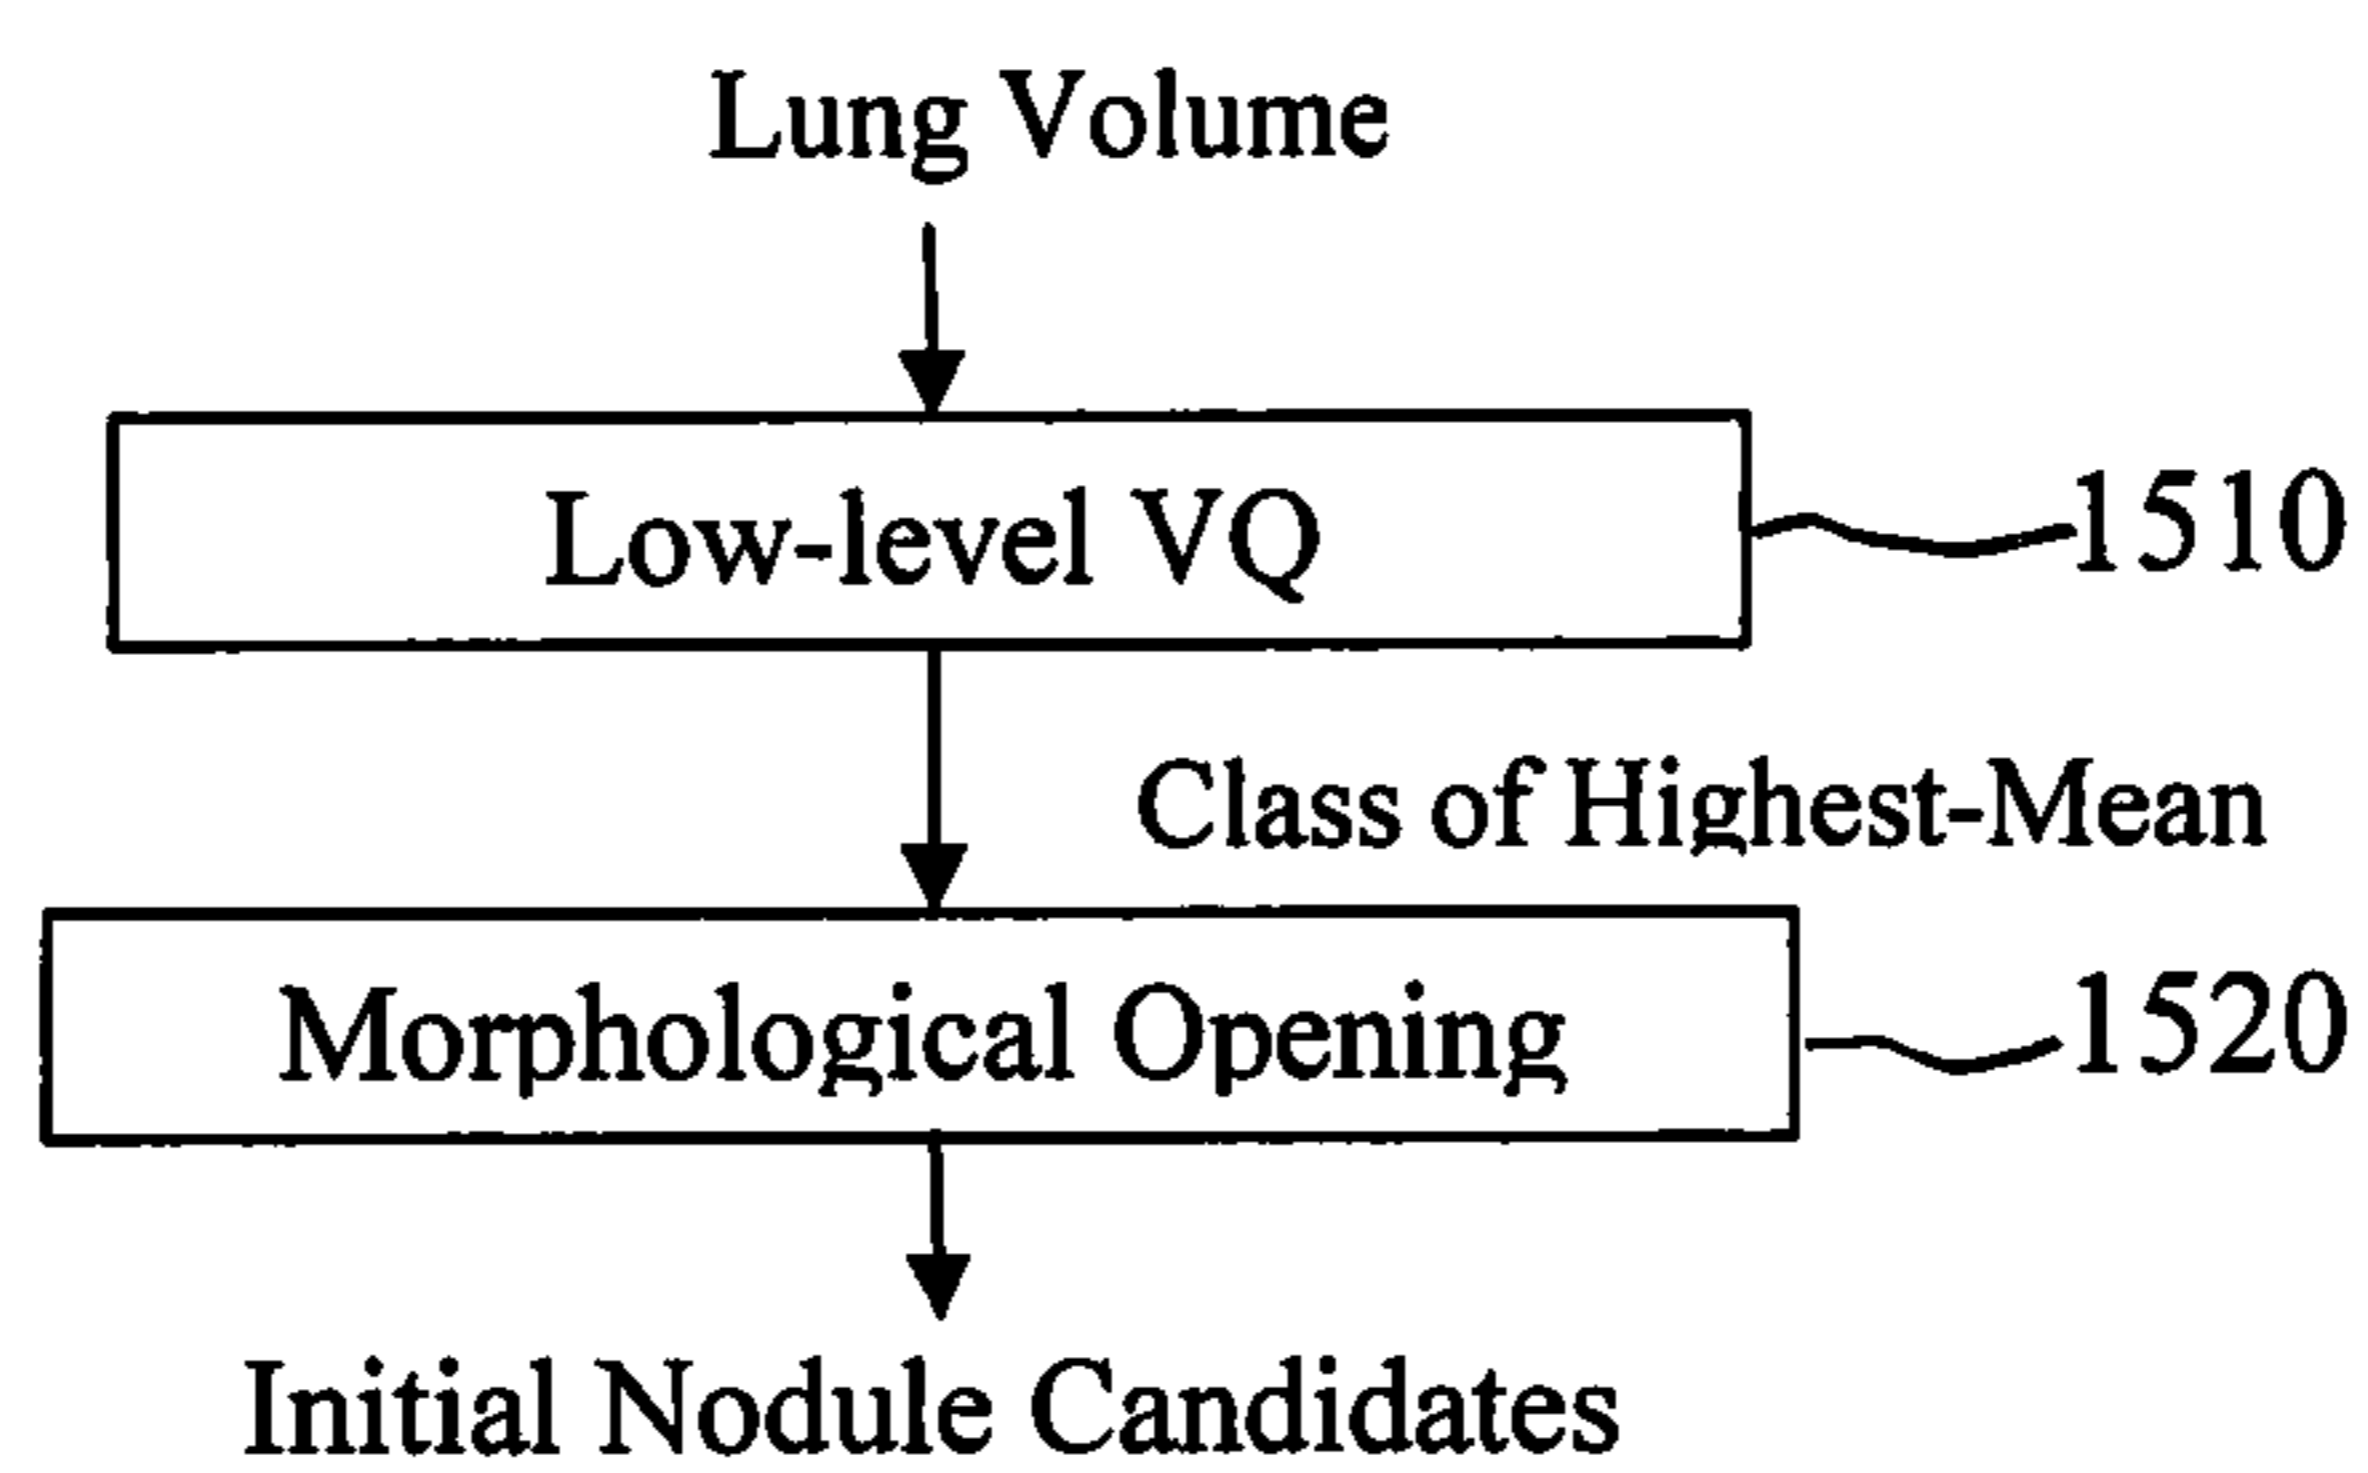 Lung Volume
Low-level VQ
1510
Class of Highest-Mean
Morphological Opening
1520
Initial Nodule Candidates